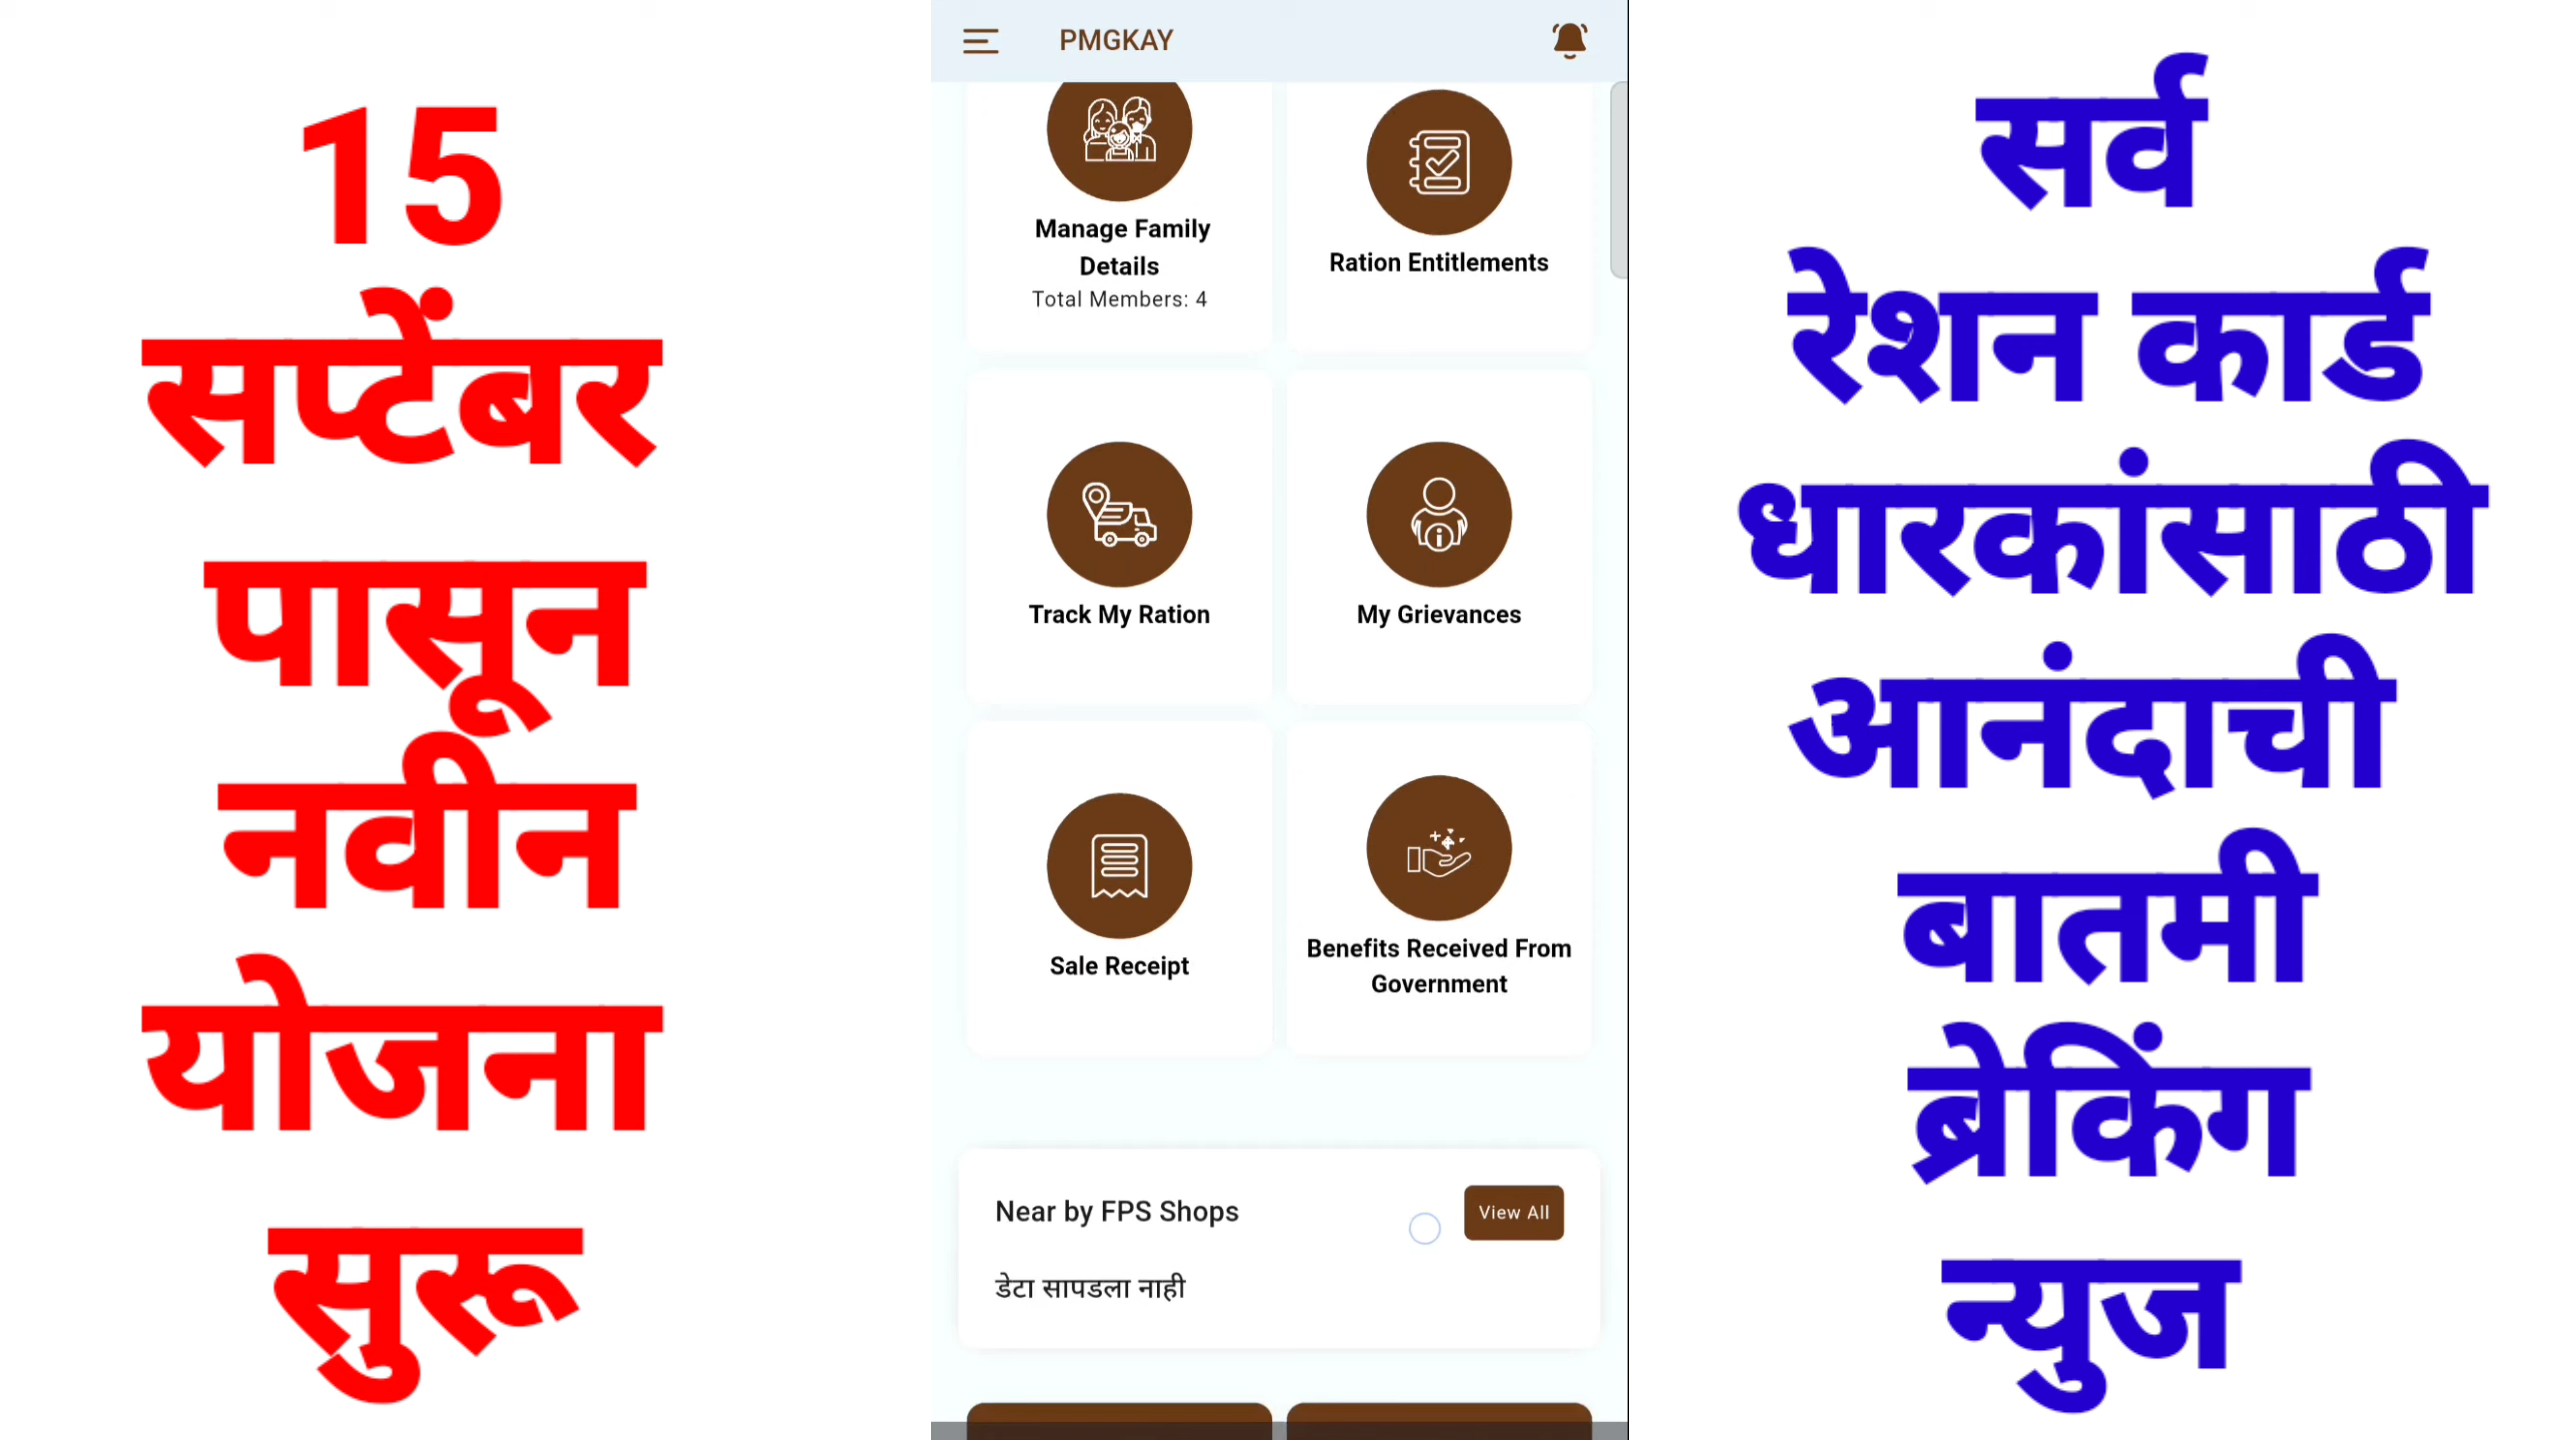 15
सप्टेंबर
पासून
नवीन
योजना
सुरू
PMGKAY
Manage Family
Details
Total Members: 4
Ration Entitlements
Track My Ration
My Grievances
Sale Receipt
Benefits Received From
Government
Near by FPS Shops
View All
डेटा सापडला नाही
सर्व
रेशन कार्ड
धारकांसाठी
आनंदाची
बातमी
ब्रेकिंग
न्युज